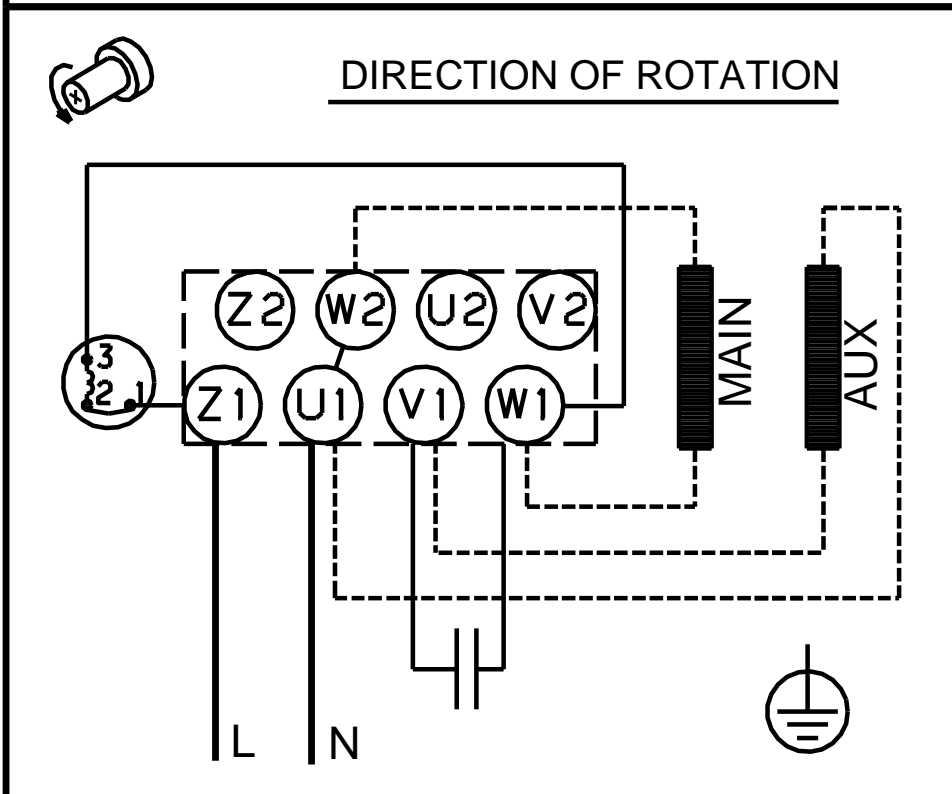 DIRECTION OF ROTATION
Z2 W2 U2 V2
3
2 1
Z1 U1 V1 W1
MAIN
AUX
L N